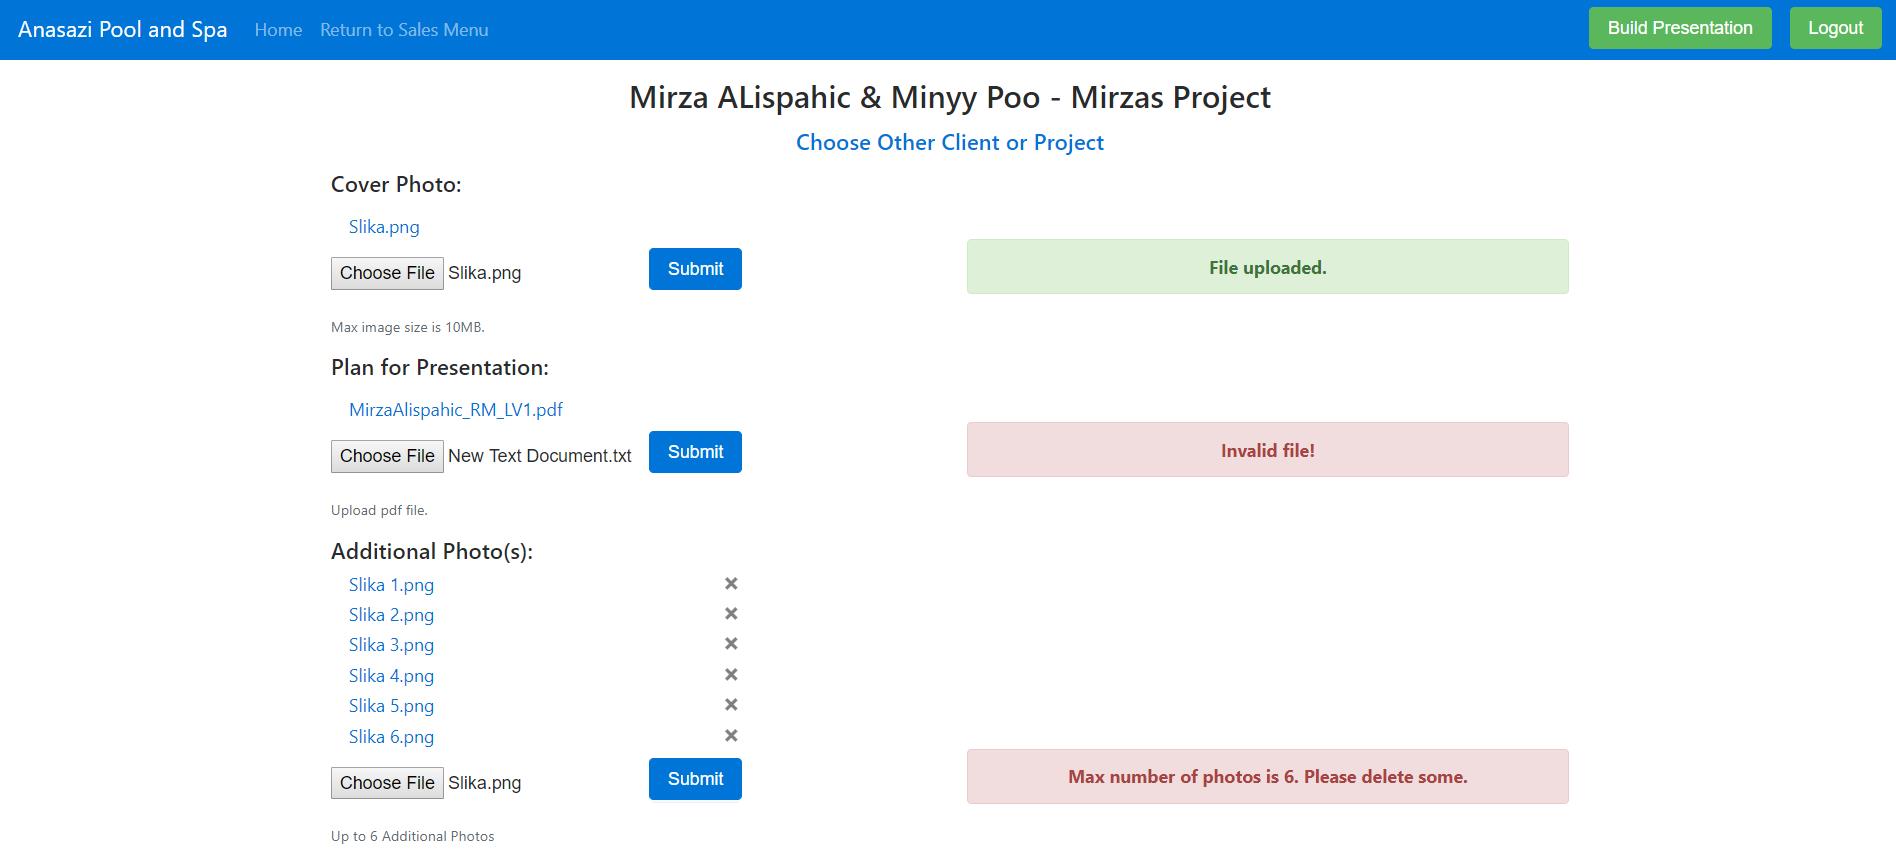 Anasazi Pool and Spa Home Return to Sales Menu Build Presentation Logout
Mirza ALispahic & Minyy Poo - Mirzas Project
Choose Other Client or Project
Cover Photo:
Slika.png
Choose File Slika.png Submit File uploaded.
Max image size is 10MB.
Plan for Presentation:
MirzaAlispahic_RM_LV1.pdf
Choose File New Text Document.txt Submit Invalid file!
Upload pdf file.
Additional Photo(s):
Slika 1.png
Slika 2.png
Slika 3.png
Slika 4.png
Slika 5.png
Slika 6.png
Choose File Slika.png Submit Max number of photos is 6. Please delete some.
Up to 6 Additional Photos